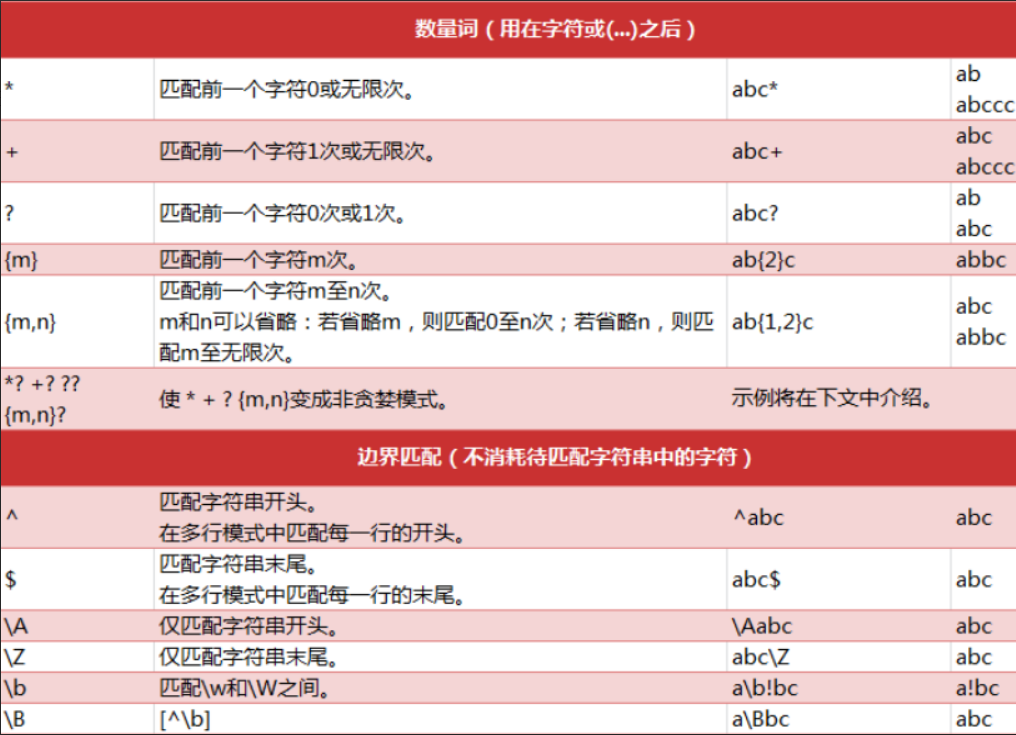 数量词（用在字符或(...)之后）
* 匹配前一个字符0或无限次。 abc* ab
abccc
+ 匹配前一个字符1次或无限次。 abc+ abc
abccc
? 匹配前一个字符0次或1次。 abc? ab
abc
{m} 匹配前一个字符m次。 ab{2}c abbc
{m,n} 匹配前一个字符m至n次。
m和n可以省略：若省略m，则匹配0至n次；若省略n，则匹
配m至无限次。 ab{1,2}c abc
abbc
*? +? ??
{m,n}? 使 * + ? {m,n}变成非贪婪模式。 示例将在下文中介绍。
边界匹配（不消耗待匹配字符串中的字符）
^ 匹配字符串开头。
在多行模式中匹配每一行的开头。 ^abc abc
$ 匹配字符串末尾。
在多行模式中匹配每一行的末尾。 abc$ abc
\A 仅匹配字符串开头。 \Aabc abc
\Z 仅匹配字符串末尾。 abc\Z abc
\b 匹配\w和\W之间。 a\b!bc a!bc
\B [^\b] a\Bbc abc